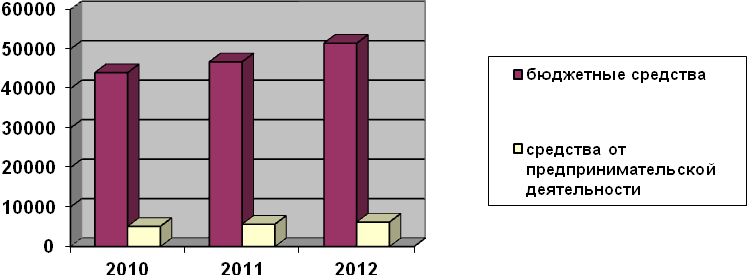 60000
50000
40000
30000
20000
10000
0
2010 2011 2012
бюджетные средства
средства от
предпринимательской
деятельности